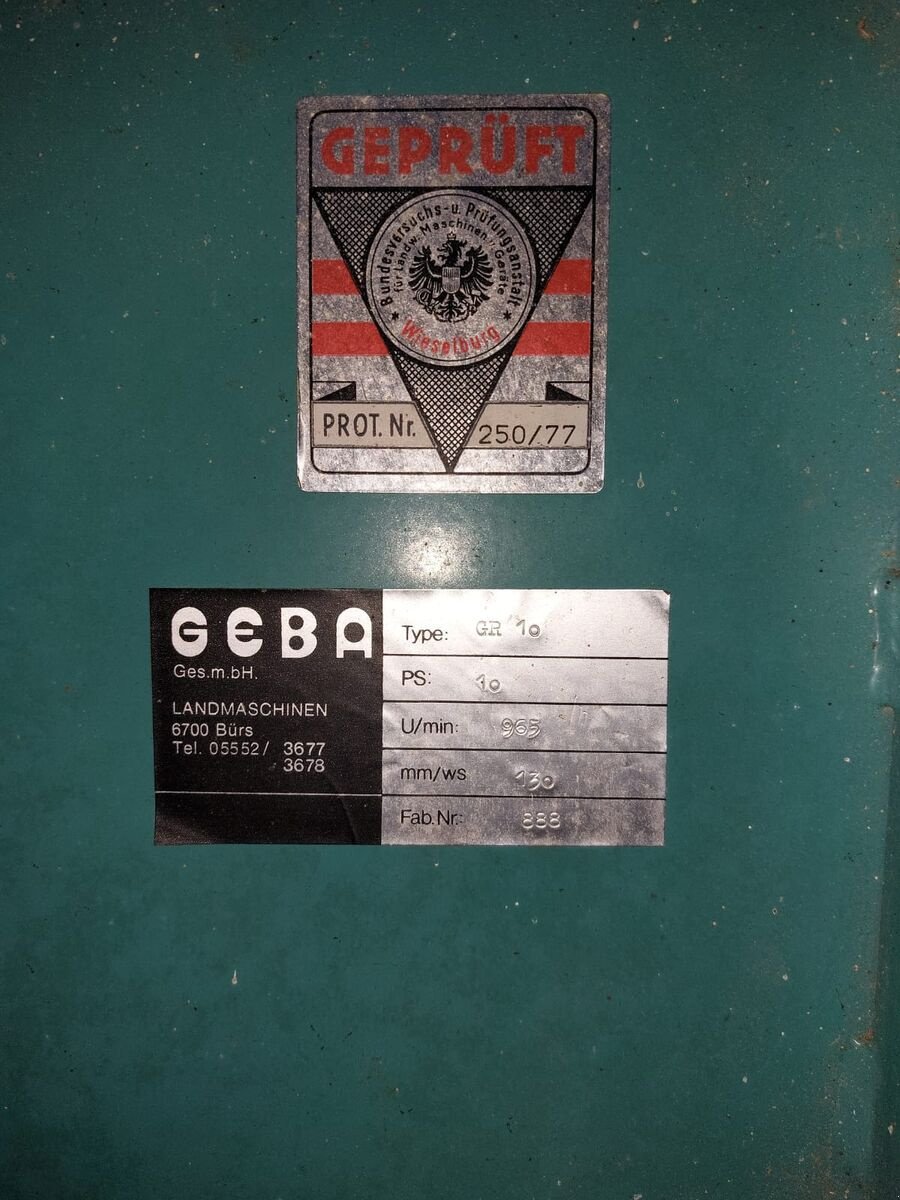 GEPRÜFT
Bundesversuchs-u. Prüfungsanstalt
für Landw. Maschinen u. Geräte
Wieselburg
PROT. Nr. 250/77
GEBA
Ges.m.bH.
LANDMASCHINEN
6700 Bürs
Tel. 05552/ 3677
3678
Type: GR 10
PS: 10
U/min: 965
mm/ws 130
Fab.Nr.: 888